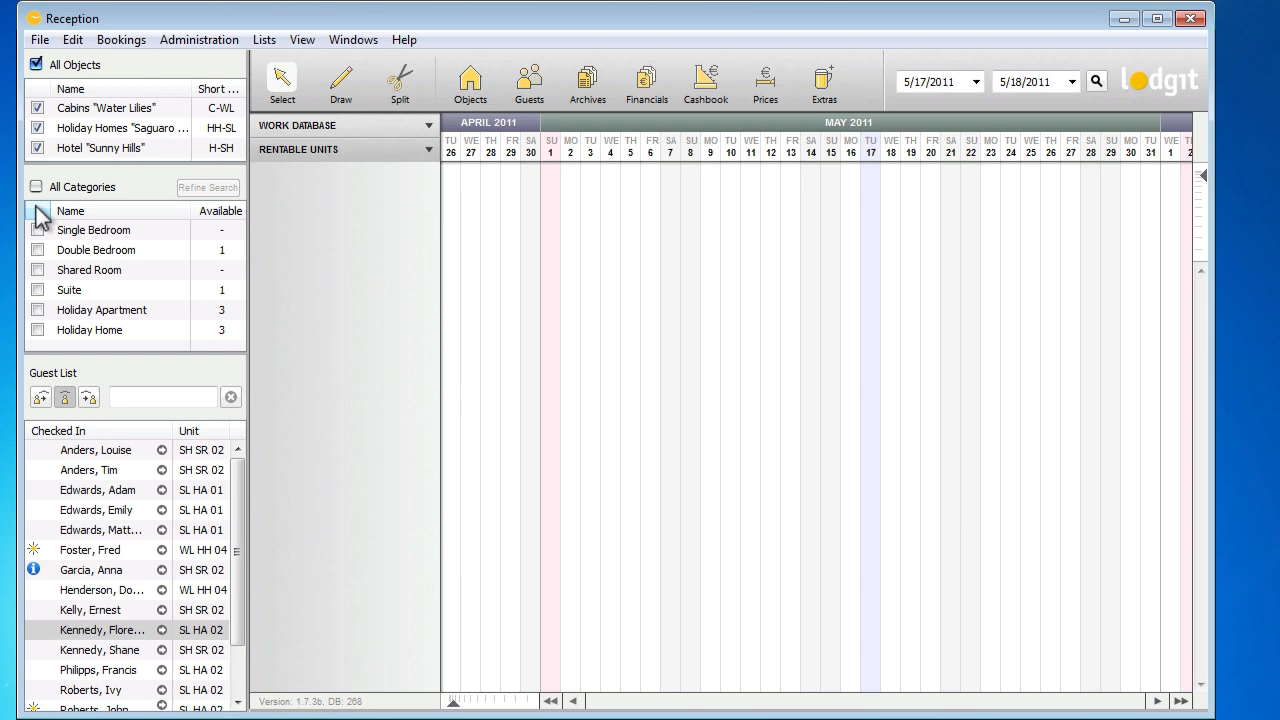 Reception
File Edit Bookings Administration Lists View Windows Help
All Objects
Name Short ...
Cabins "Water Lilies" C-WL
Holiday Homes "Saguaro ... HH-SL
Hotel "Sunny Hills" H-SH
Select Draw Split Objects Guests Archives Financials Cashbook Prices Extras
5/17/2011 5/18/2011 lodgit
WORK DATABASE
RENTABLE UNITS
APRIL 2011 MAY 2011
TU WE TH FR SA SU MO TU WE TH FR SA SU MO TU WE TH FR SA SU MO TU WE TH FR SA SU MO TU WE TH FR SA SU MO TU WE T
26 27 28 29 30 1 2 3 4 5 6 7 8 9 10 11 12 13 14 15 16 17 18 19 20 21 22 23 24 25 26 27 28 29 30 31 1 2
All Categories Refine Search
Name Available
Single Bedroom -
Double Bedroom 1
Shared Room -
Suite 1
Holiday Apartment 3
Holiday Home 3
Guest List
Checked In Unit
Anders, Louise SH SR 02
Anders, Tim SH SR 02
Edwards, Adam SL HA 01
Edwards, Emily SL HA 01
Edwards, Matt... SL HA 01
Foster, Fred WL HH 04
Garcia, Anna SH SR 02
Henderson, Do... WL HH 04
Kelly, Ernest SH SR 02
Kennedy, Flore... SL HA 02
Kennedy, Shane SH SR 02
Philipps, Francis SL HA 02
Roberts, Ivy SL HA 02
Roberts, John SL HA 02
Version: 1.7.3b, DB: 268